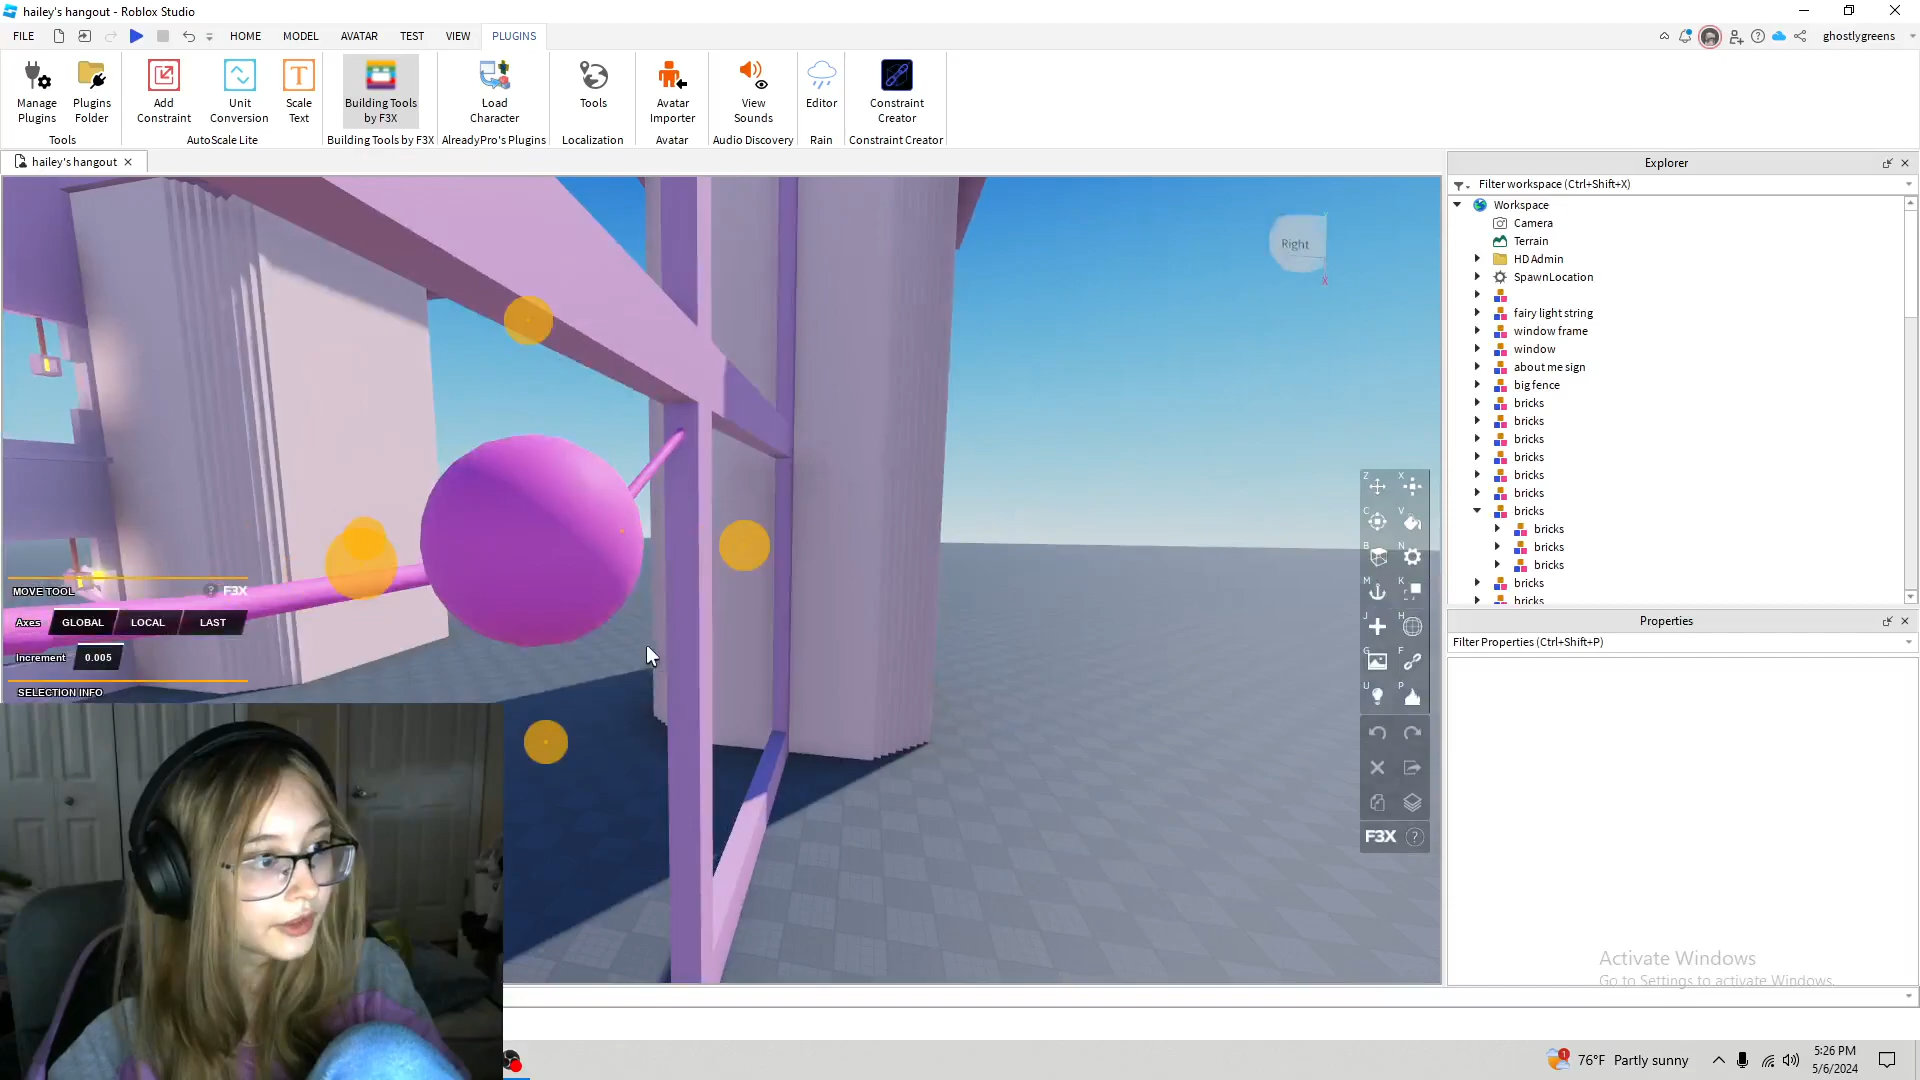 hailey's hangout - Roblox Studio
FILE
HOME
MODEL
AVATAR
TEST
VIEW
PLUGINS
ghostlygreens
Manage Plugins
Plugins Folder
Tools
Add Constraint
Unit Conversion
Scale Text
AutoScale Lite
Building Tools by F3X
Building Tools by F3X
Load Character
AlreadyPro's Plugins
Tools
Localization
Avatar Importer
Avatar
View Sounds
Audio Discovery
Editor
Rain
Constraint Creator
Constraint Creator
hailey's hangout
Right
X
MOVE TOOL
F3X
Axes GLOBAL LOCAL LAST
Increment 0.005
SELECTION INFO
Z X
C V
B N
M K
J H
G F
U P
F3X
Explorer
Filter workspace (Ctrl+Shift+X)
Workspace
Camera
Terrain
HD Admin
SpawnLocation
fairy light string
window frame
window
about me sign
big fence
bricks
bricks
bricks
bricks
bricks
bricks
bricks
bricks
bricks
bricks
bricks
bricks
Properties
Filter Properties (Ctrl+Shift+P)
Activate Windows
Go to Settings to activate Windows.
1
76°F Partly sunny
5:26 PM
5/6/2024